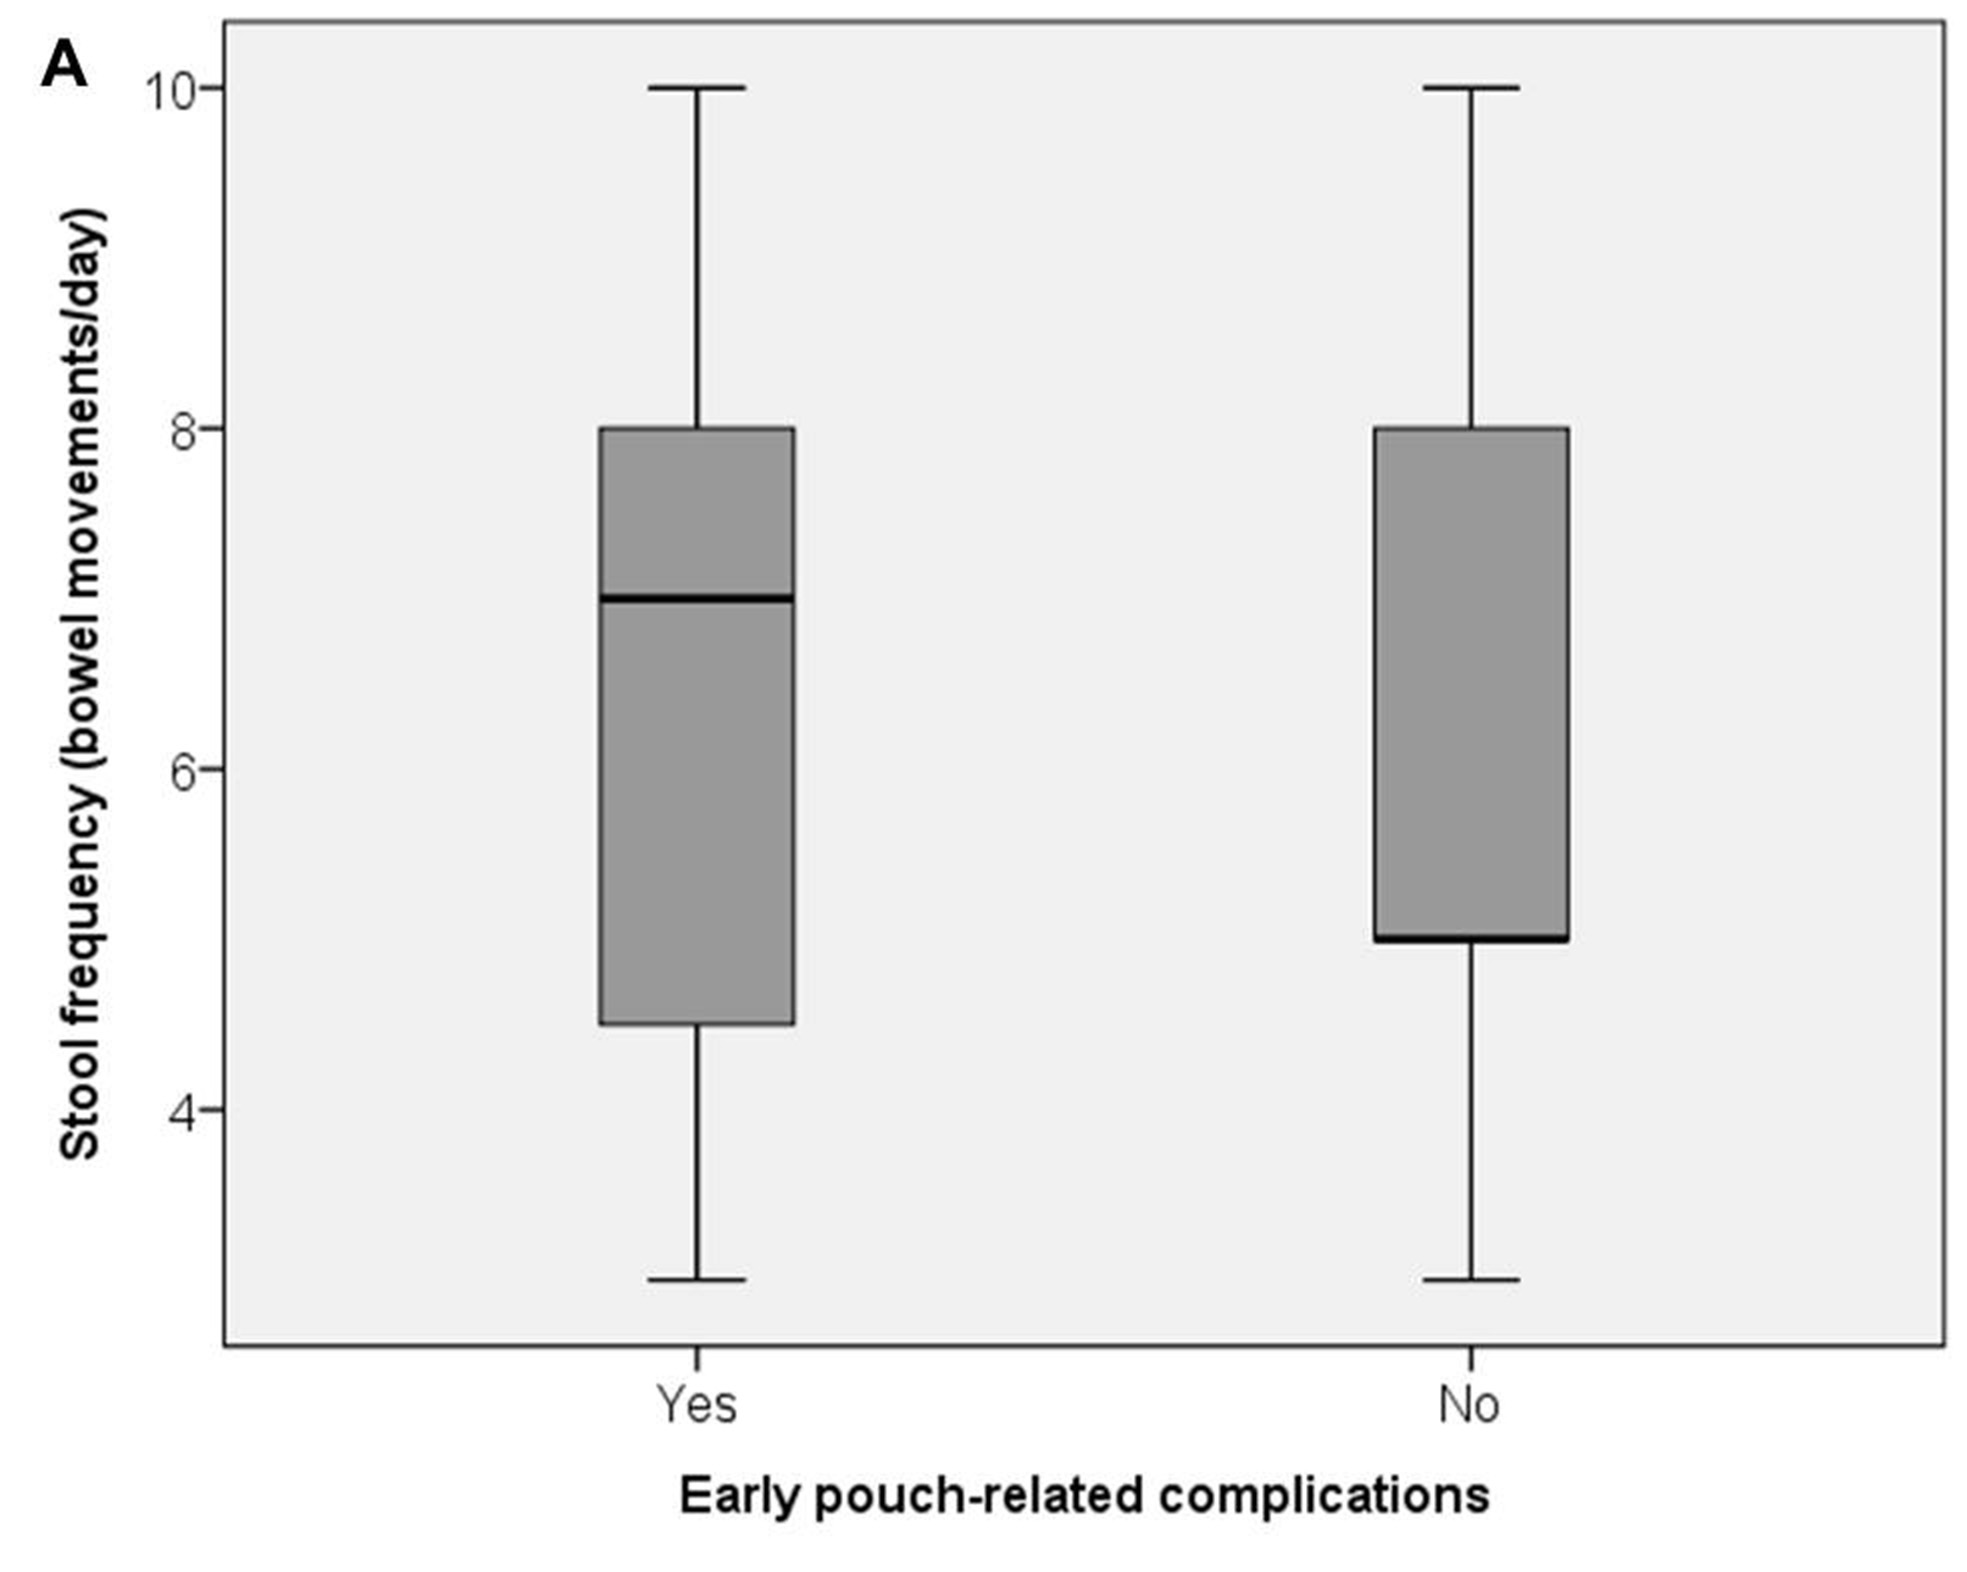 A
Stool frequency (bowel movements/day)
10
8
6
4
Yes
No
Early pouch-related complications